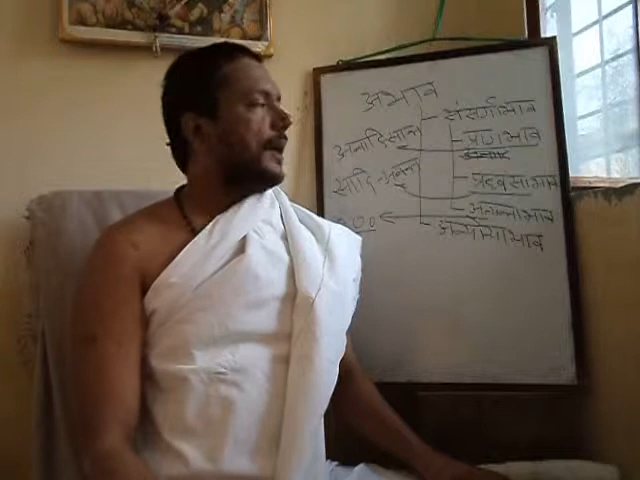 अभाव
संसर्गाभाव
अनादिसान्त
प्रागभाव
सादि-अनन्त
प्रध्वंसाभाव
अत्यन्ताभाव
अन्योन्याभाव